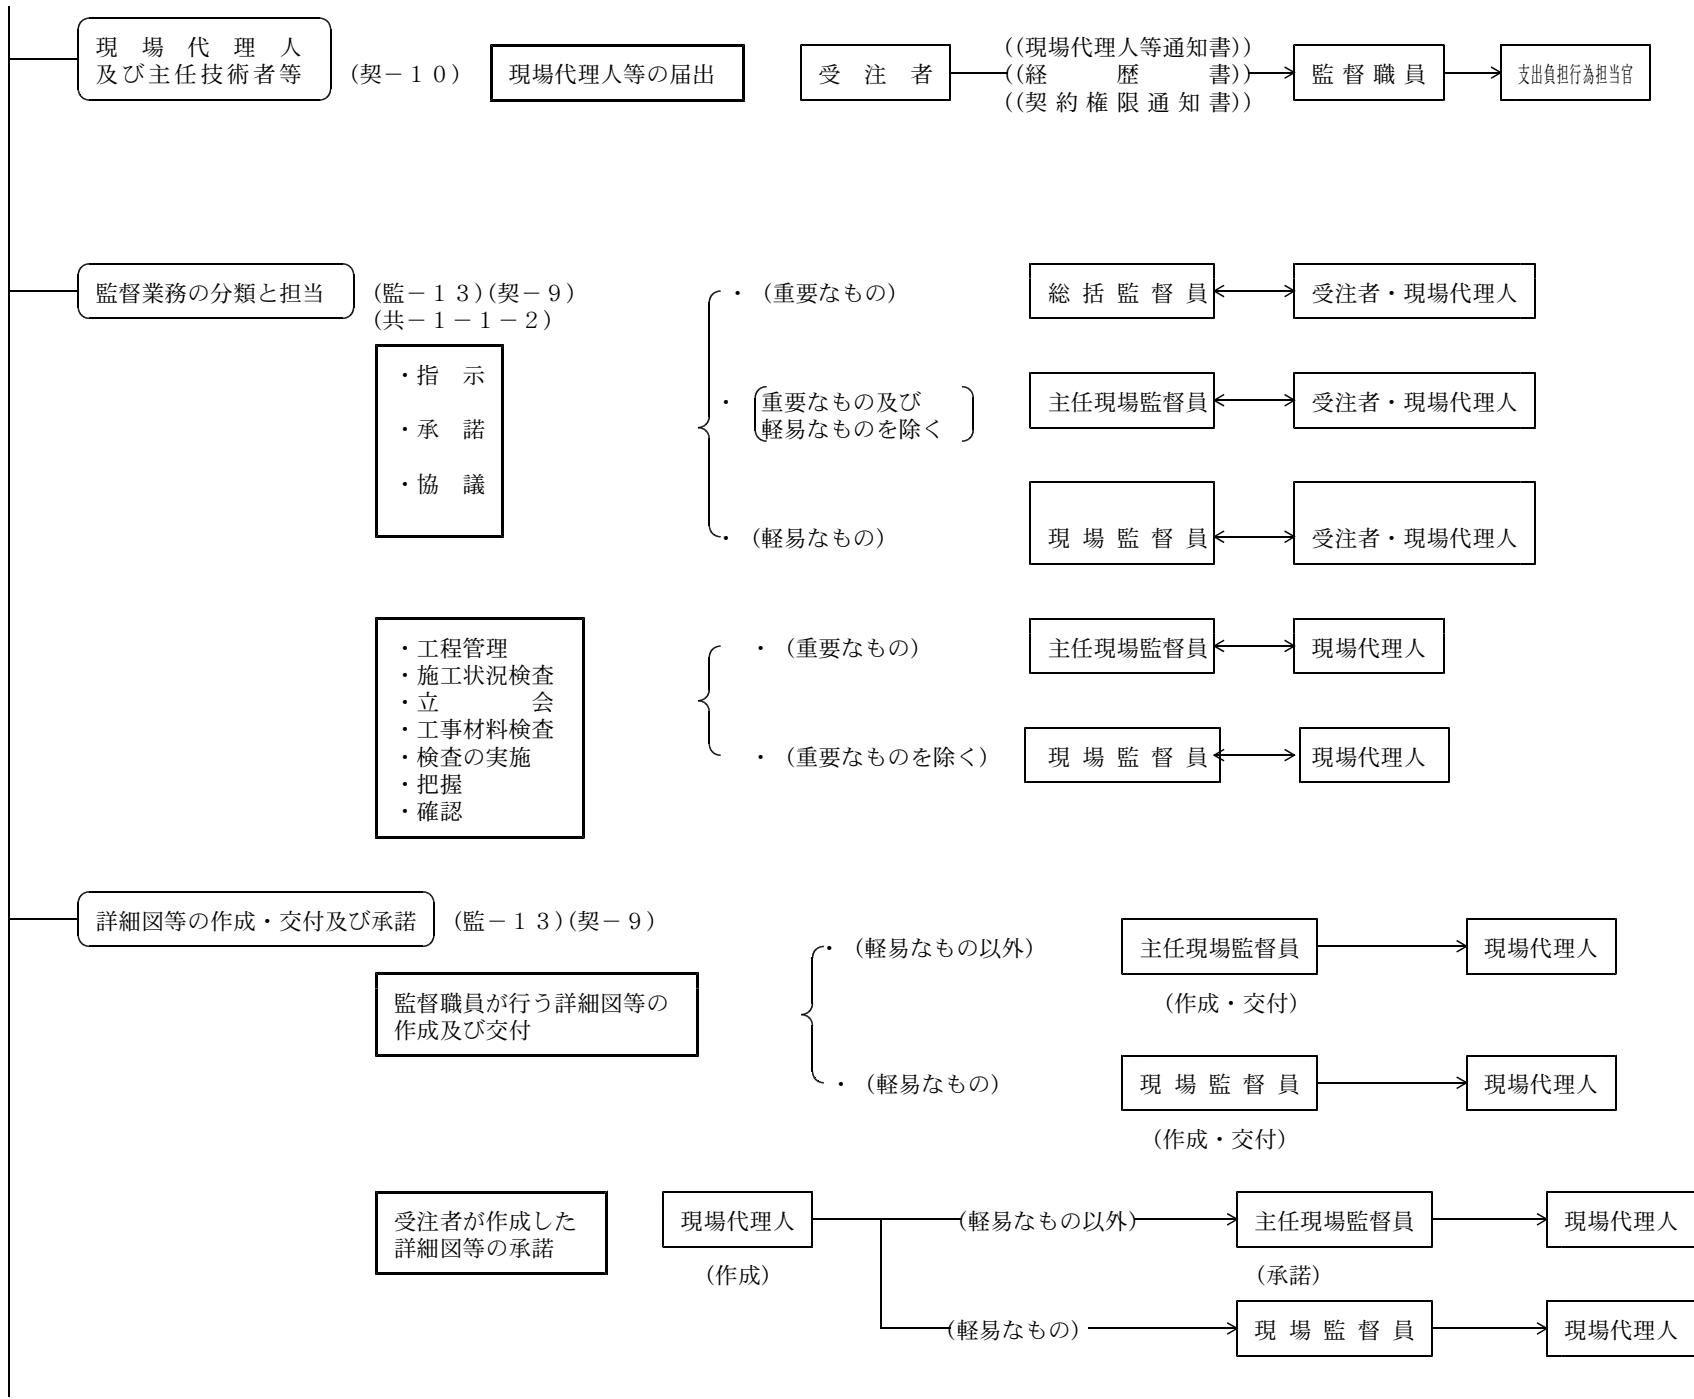 現場代理人
及び主任技術者等
(契－１０)
現場代理人等の届出
受注者
((現場代理人等通知書))
((経歴書))
((契約権限通知書))
監督職員
支出負担行為担当官
監督業務の分類と担当
(監－１３)(契－９)
(共－１－１－２)
・指示
・承諾
・協議
・（重要なもの）
総括監督員
受注者・現場代理人
・重要なもの及び
軽易なものを除く
主任現場監督員
受注者・現場代理人
・（軽易なもの）
現場監督員
受注者・現場代理人
・工程管理
・施工状況検査
・立会
・工事材料検査
・検査の実施
・把握
・確認
・（重要なもの）
主任現場監督員
現場代理人
・（重要なものを除く）
現場監督員
現場代理人
詳細図等の作成・交付及び承諾
(監－１３)(契－９)
監督職員が行う詳細図等の
作成及び交付
・（軽易なもの以外）
主任現場監督員
現場代理人
（作成・交付）
・（軽易なもの）
現場監督員
現場代理人
（作成・交付）
受注者が作成した
詳細図等の承諾
現場代理人
（作成）
（軽易なもの以外）
主任現場監督員
現場代理人
（承諾）
（軽易なもの）
現場監督員
現場代理人